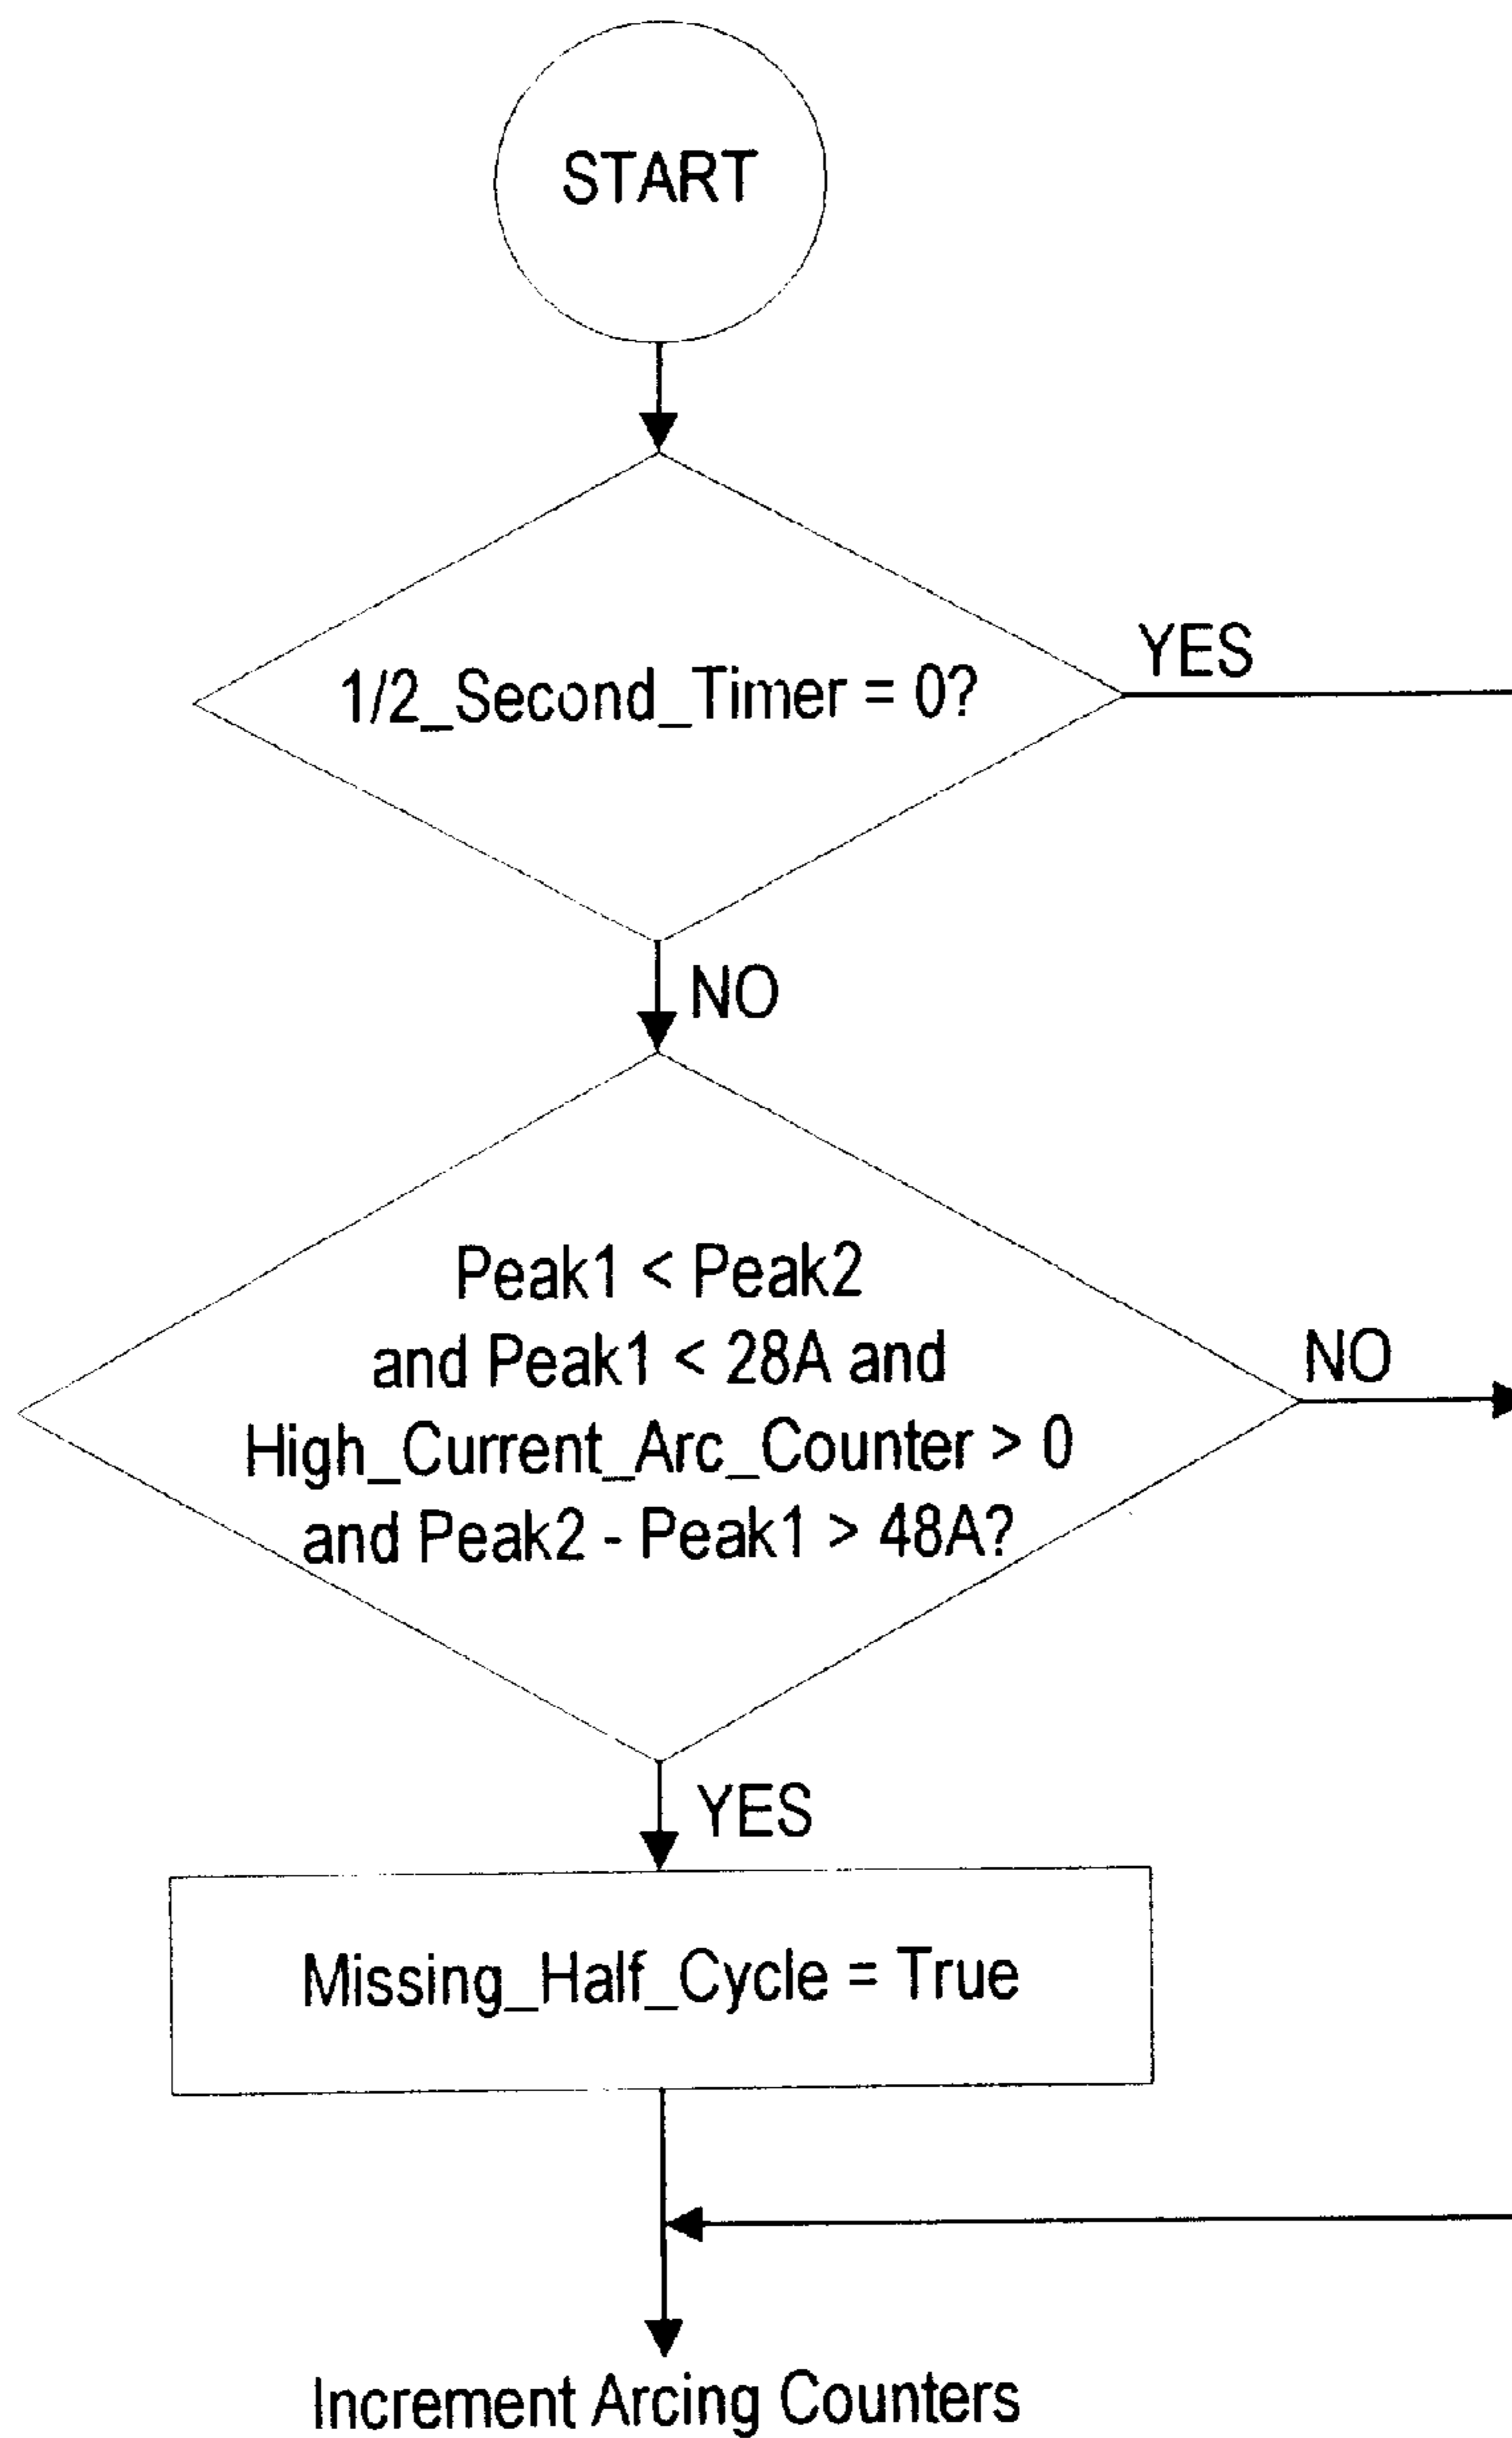 START
1/2_Second_Timer = 0?
YES
NO
Peak1 < Peak2
and Peak1 < 28A and
High_Current_Arc_Counter > 0
and Peak2 - Peak1 > 48A?
NO
YES
Missing_Half_Cycle = True
Increment Arcing Counters